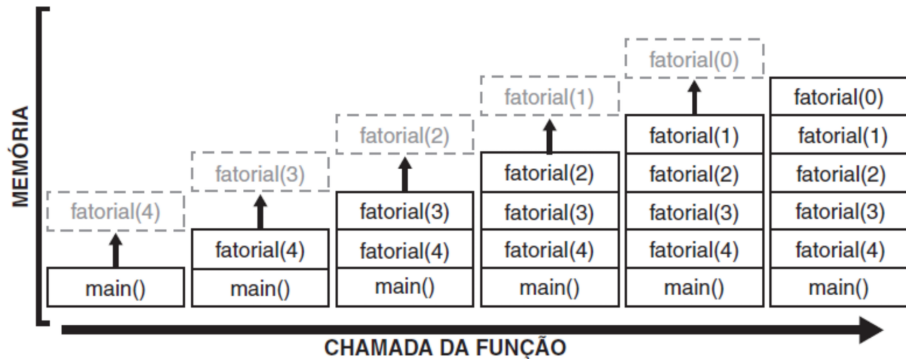 MEMÓRIA
fatorial(0)
fatorial(1) fatorial(0)
fatorial(2) fatorial(1) fatorial(1)
fatorial(3) fatorial(2) fatorial(2) fatorial(2)
fatorial(4) fatorial(3) fatorial(3) fatorial(3) fatorial(3)
fatorial(4) fatorial(4) fatorial(4) fatorial(4) fatorial(4)
main() main() main() main() main() main()
CHAMADA DA FUNÇÃO